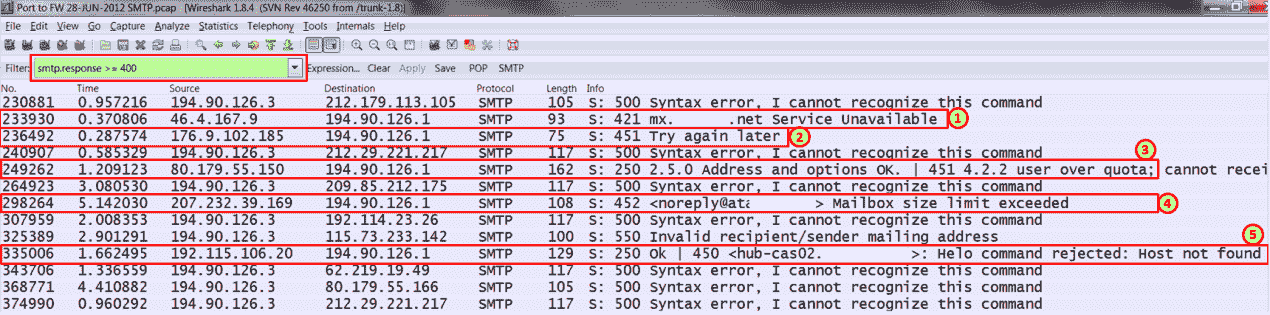 Port to FW 28-JUN-2012 SMTP.pcap [Wireshark 1.8.4 (SVN Rev 46250 from /trunk-1.8)]
File Edit View Go Capture Analyze Statistics Telephony Tools Internals Help
Filter: smtp.response >= 400 Expression... Clear Apply Save POP SMTP
No. Time Source Destination Protocol Length Info
230881 0.957216 194.90.126.3 212.179.113.105 SMTP 105 S: 500 Syntax error, I cannot recognize this command
233930 0.370806 46.4.167.9 194.90.126.1 SMTP 93 S: 421 mx. .net Service Unavailable 1
236492 0.287574 176.9.102.185 194.90.126.1 SMTP 75 S: 451 Try again later 2
240907 0.585329 194.90.126.3 212.29.221.217 SMTP 117 S: 500 Syntax error, I cannot recognize this command 3
249262 1.209123 80.179.55.150 194.90.126.1 SMTP 162 S: 250 2.5.0 Address and options OK. | 451 4.2.2 user over quota; cannot recei
264923 3.080530 194.90.126.3 209.85.212.175 SMTP 117 S: 500 Syntax error, I cannot recognize this command
298264 5.142030 207.232.39.169 194.90.126.1 SMTP 108 S: 452 <noreply@ata > Mailbox size limit exceeded 4
307959 2.008353 194.90.126.3 192.114.23.26 SMTP 117 S: 500 Syntax error, I cannot recognize this command
325389 2.901291 194.90.126.3 115.73.233.142 SMTP 100 S: 550 Invalid recipient/sender mailing address 5
335006 1.662495 192.115.106.20 194.90.126.1 SMTP 129 S: 250 Ok | 450 <hub-cas02. >: Helo command rejected: Host not found
343706 1.336559 194.90.126.3 62.219.19.49 SMTP 117 S: 500 Syntax error, I cannot recognize this command
368771 4.410882 194.90.126.3 80.179.55.166 SMTP 105 S: 500 Syntax error, I cannot recognize this command
374990 0.960292 194.90.126.3 212.29.221.217 SMTP 117 S: 500 Syntax error, I cannot recognize this command